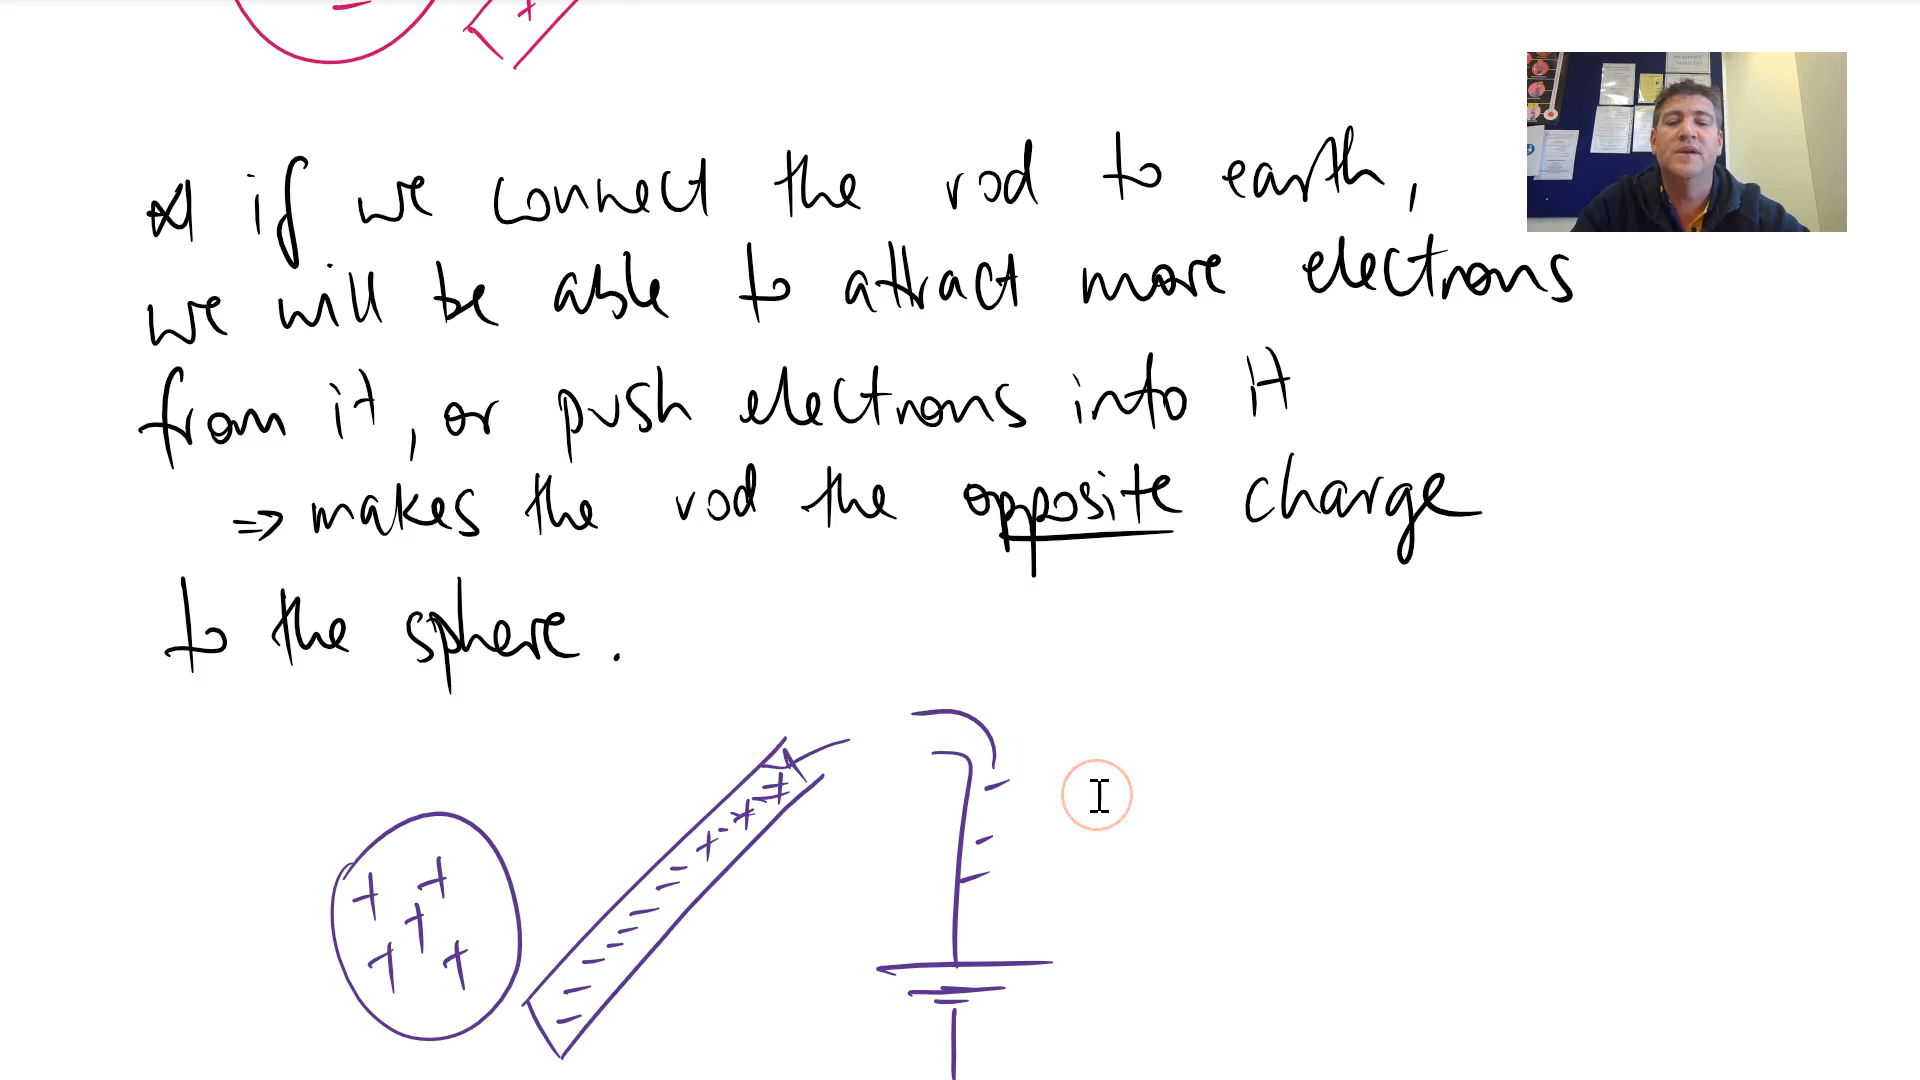 if we connect the rod to earth,
we will be able to attract more electrons
from it, or push electrons into it
=> makes the rod the opposite charge
to the sphere.